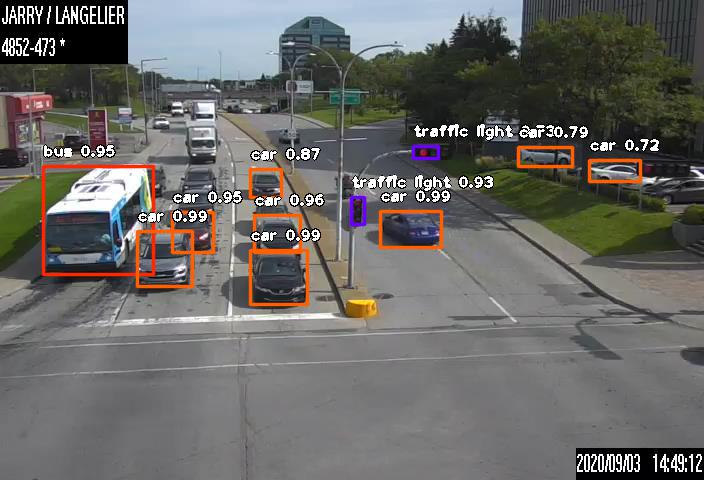 JARRY / LANGELIER
4852-473 *
traffic light
car 0.79
car 0.72
bus 0.95
car 0.87
traffic light 0.93
car 0.95
car 0.96
car 0.99
car 0.99
car 0.99
2020/09/03 14:49:12